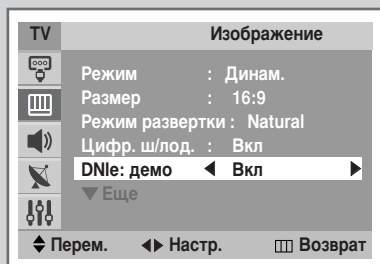 TV Изображение
Режим : Динам.
Размер : 16:9
Режим развертки : Natural
Цифр. ш/под. : Вкл
DNIe: демо ◀ Вкл ▶
▼ Еще
Перем. Настр. Возврат